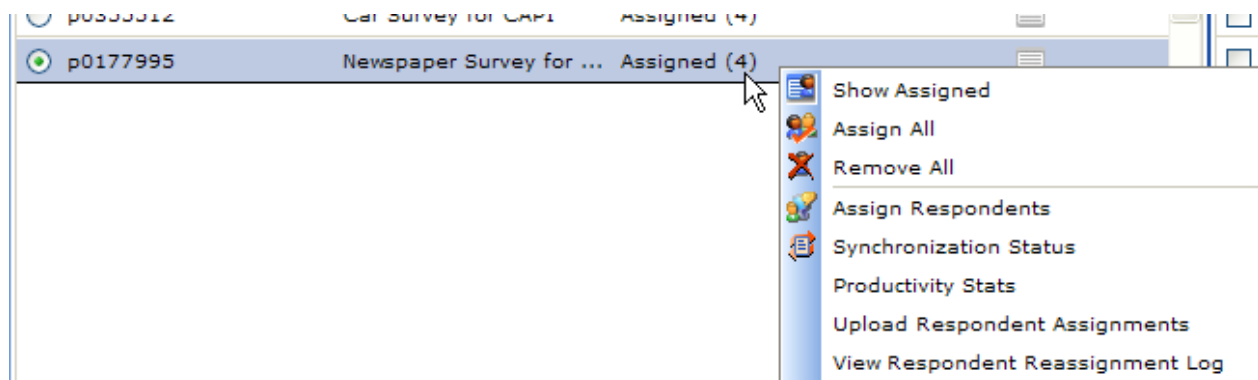 p0355512 Car Survey for CAPI Assigned (4)
p0177995 Newspaper Survey for ... Assigned (4)
Show Assigned
Assign All
Remove All
Assign Respondents
Synchronization Status
Productivity Stats
Upload Respondent Assignments
View Respondent Reassignment Log